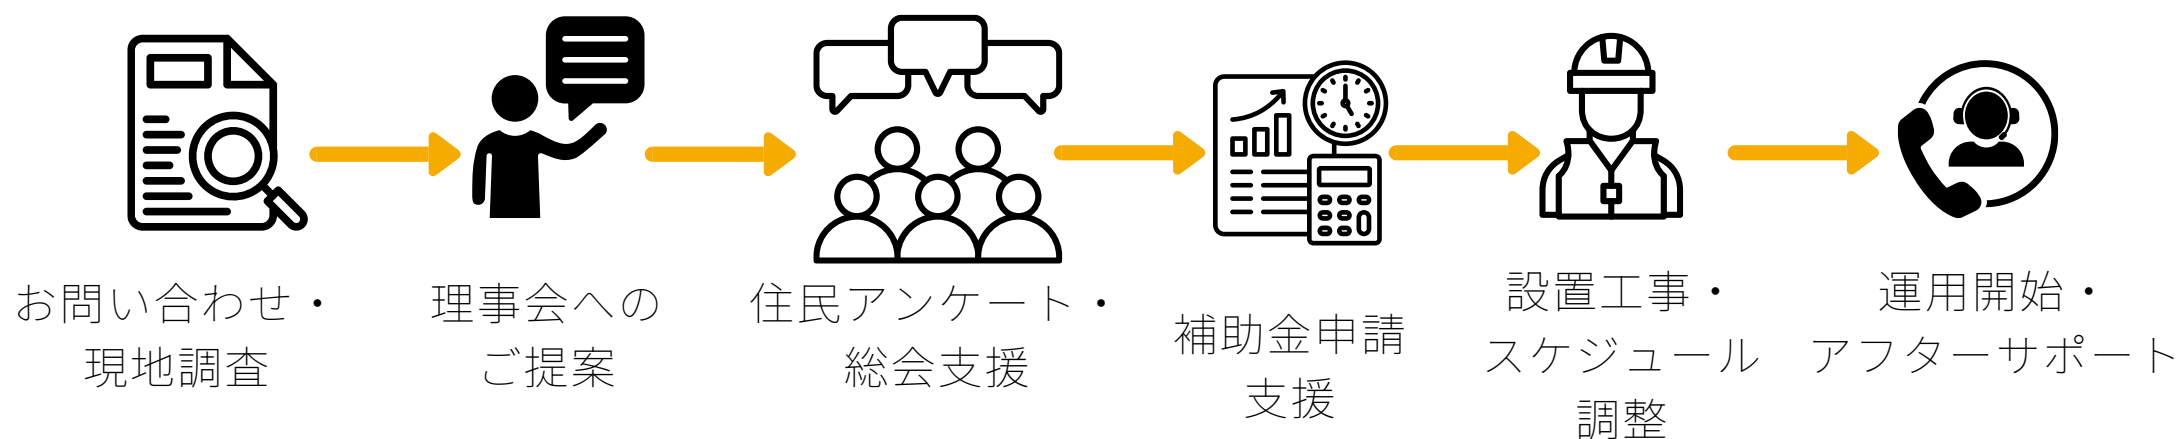 お問い合わせ・
現地調査
理事会への
ご提案
住民アンケート・
総会支援
補助金申請
支援
設置工事・
スケジュール
調整
運用開始・
アフターサポート